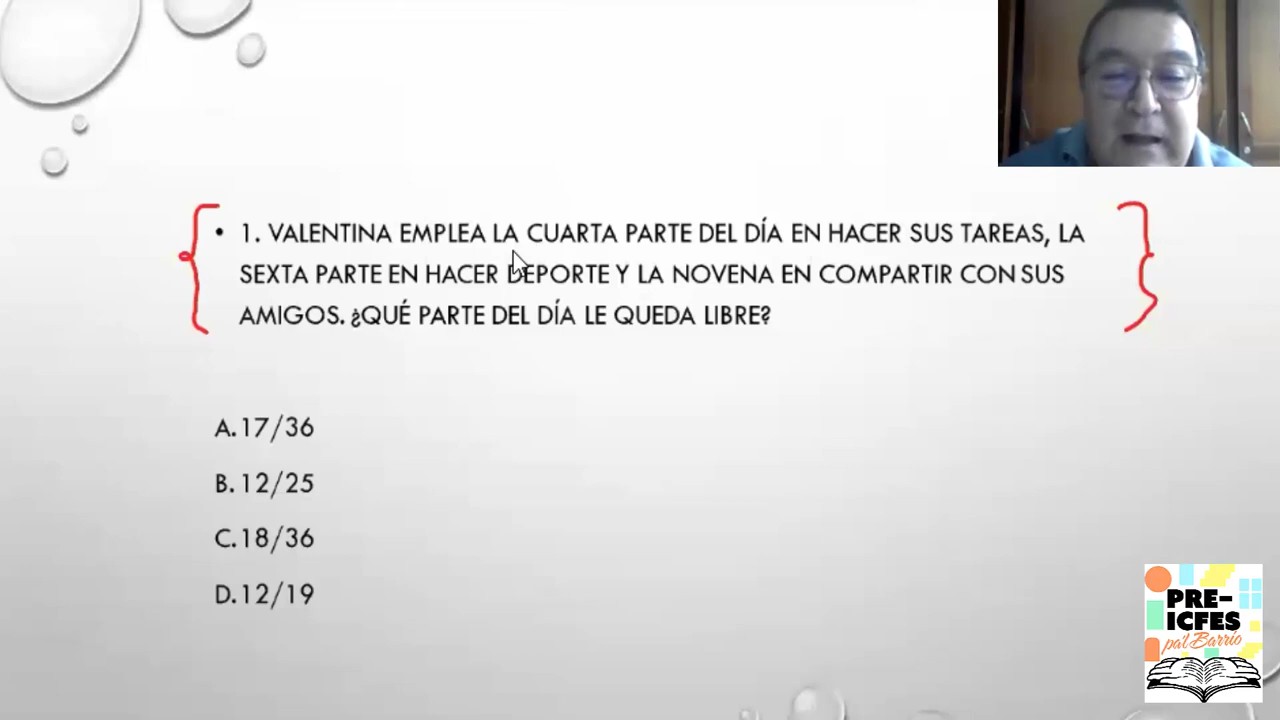 • 1. VALENTINA EMPLEA LA CUARTA PARTE DEL DÍA EN HACER SUS TAREAS, LA
SEXTA PARTE EN HACER DEPORTE Y LA NOVENA EN COMPARTIR CON SUS
AMIGOS. ¿QUÉ PARTE DEL DÍA LE QUEDA LIBRE?
A. 17/36
B. 12/25
C. 18/36
D. 12/19
PRE-
ICFES
pa'l Barrio